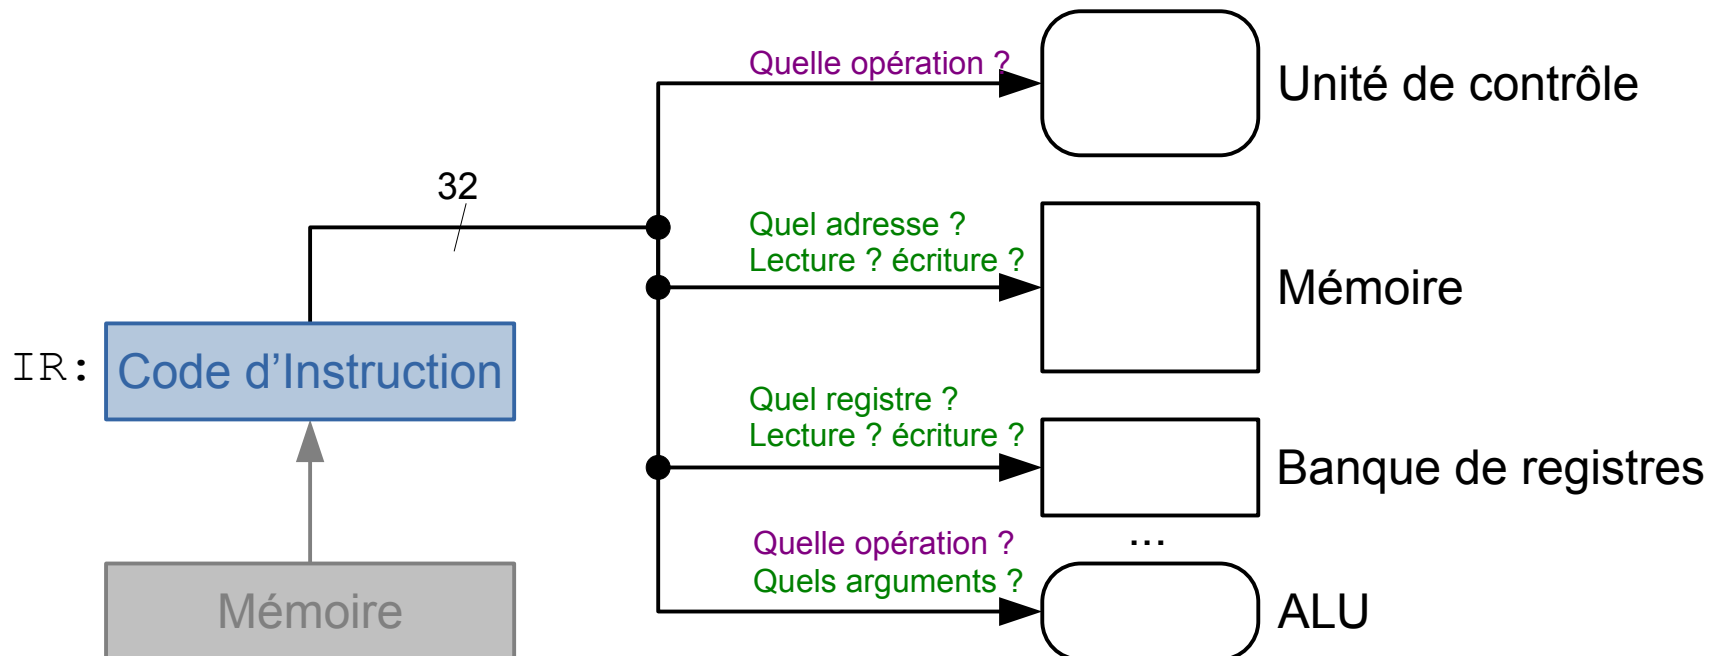 Quelle opération ?
Unité de contrôle
32
Quel adresse ?
Lecture ? écriture ?
Mémoire
IR:
Code d’Instruction
Quel registre ?
Lecture ? écriture ?
Banque de registres
...
Quelle opération ?
Quels arguments ?
Mémoire
ALU